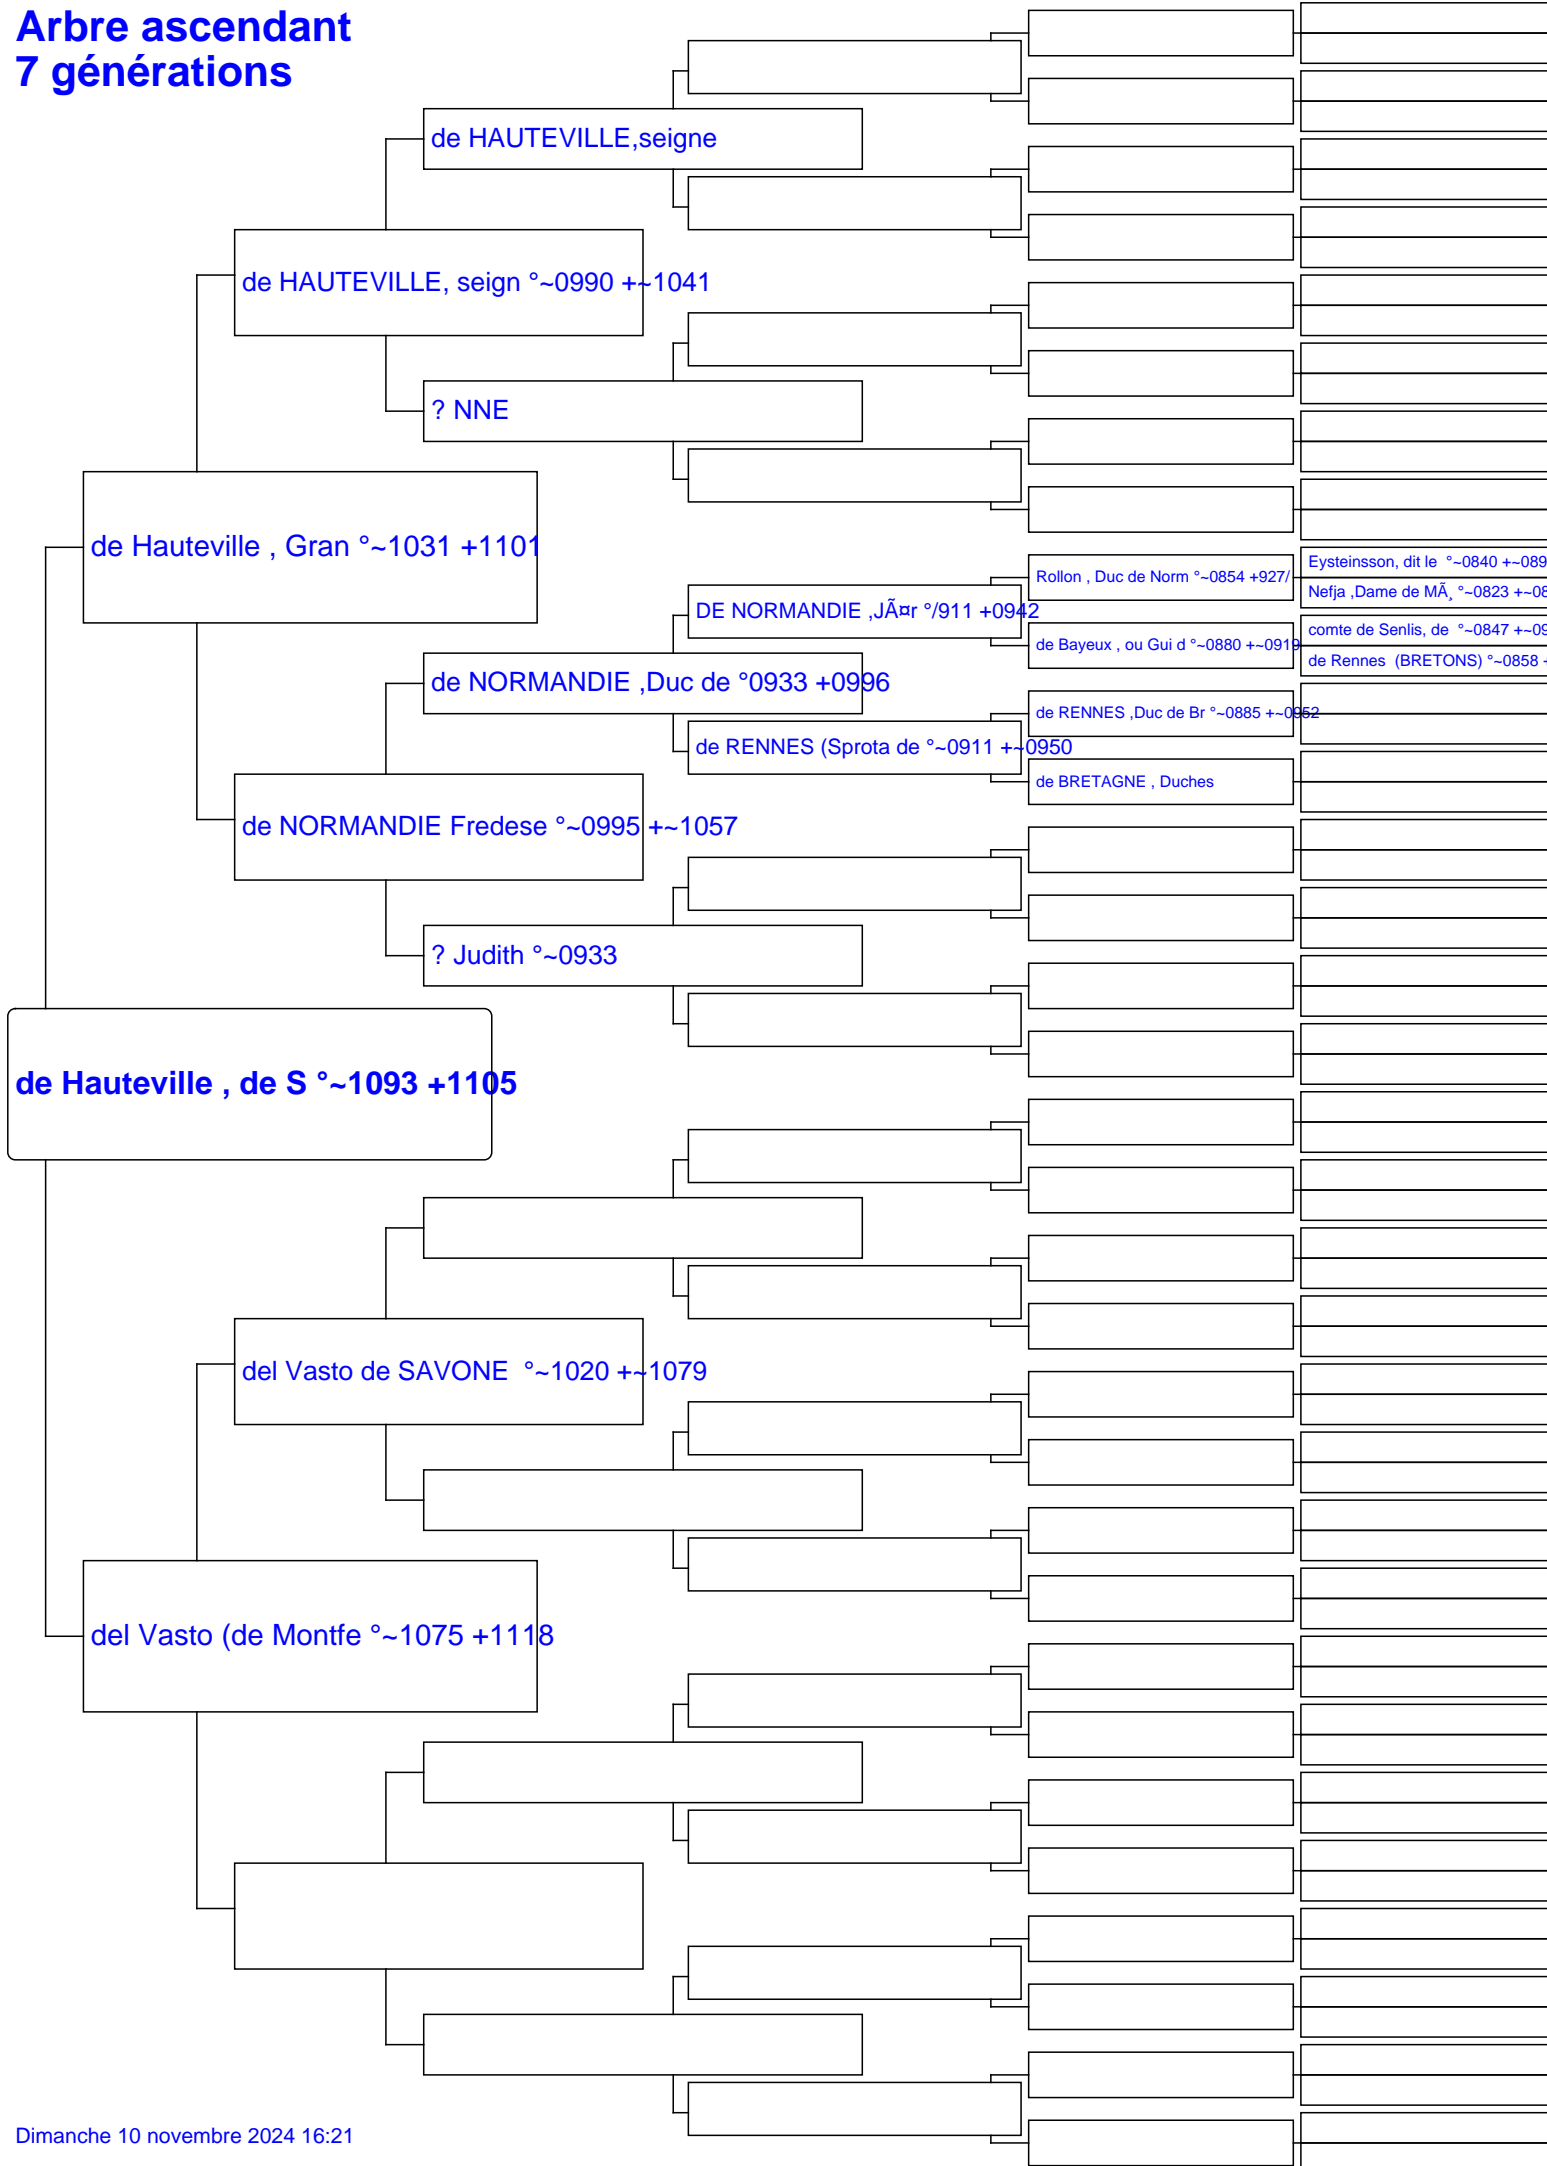 Arbre ascendant
7 générations
de HAUTEVILLE,seigne
de HAUTEVILLE, seign °~0990 +~1041
? NNE
de Hauteville , Gran °~1031 +1101
Rollon , Duc de Norm °~0854 +927/
Eysteinsson, dit le °~0840 +~089
Nefja ,Dame de MÃ¸ °~0823 +~08
DE NORMANDIE ,JÃ¤r °/911 +0942
de Bayeux , ou Gui d °~0880 +~0919
comte de Senlis, de °~0847 +~09
de Rennes (BRETONS) °~0858 +
de NORMANDIE ,Duc de °0933 +0996
de RENNES ,Duc de Br °~0885 +~0952
de RENNES (Sprota de °~0911 +~0950
de BRETAGNE , Duches
de NORMANDIE Fredese °~0995 +~1057
? Judith °~0933
de Hauteville , de S °~1093 +1105
del Vasto de SAVONE °~1020 +~1079
del Vasto (de Montfe °~1075 +1118
Dimanche 10 novembre 2024 16:21